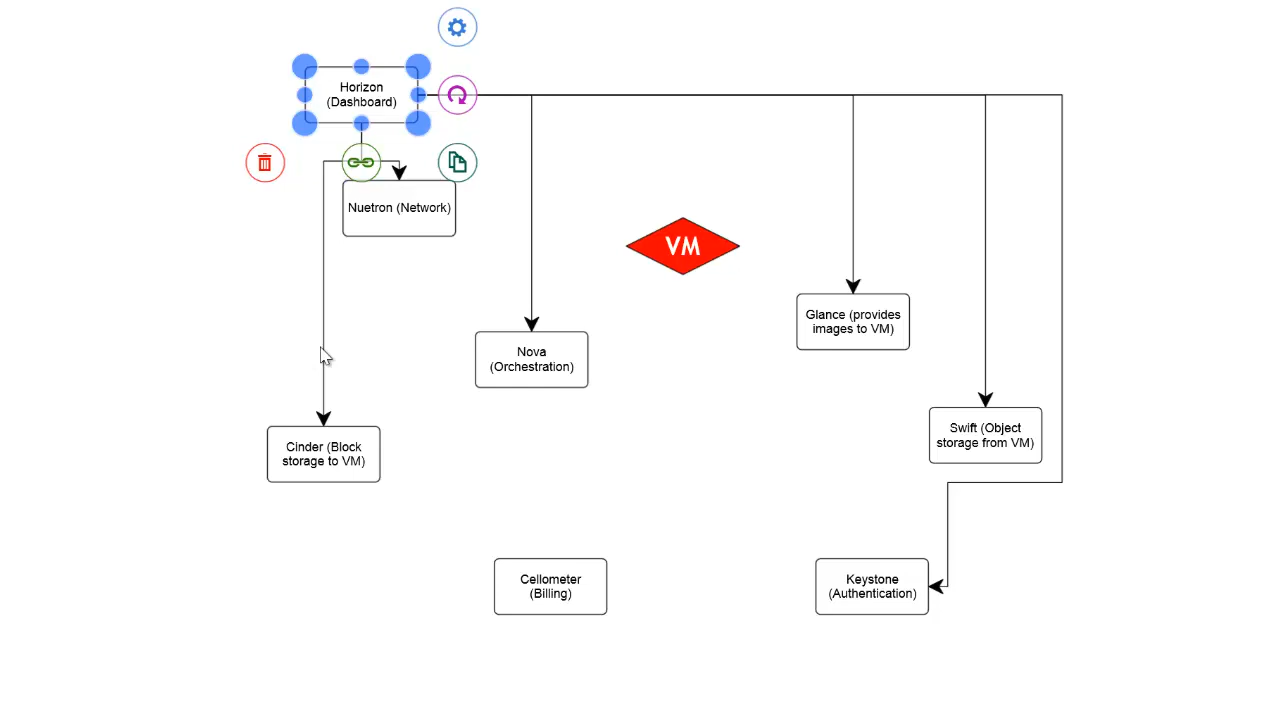 Horizon
(Dashboard)
Nuetron (Network)
VM
Glance (provides
images to VM)
Nova
(Orchestration)
Swift (Object
storage from VM)
Cinder (Block
storage to VM)
Cellometer
(Billing)
Keystone
(Authentication)